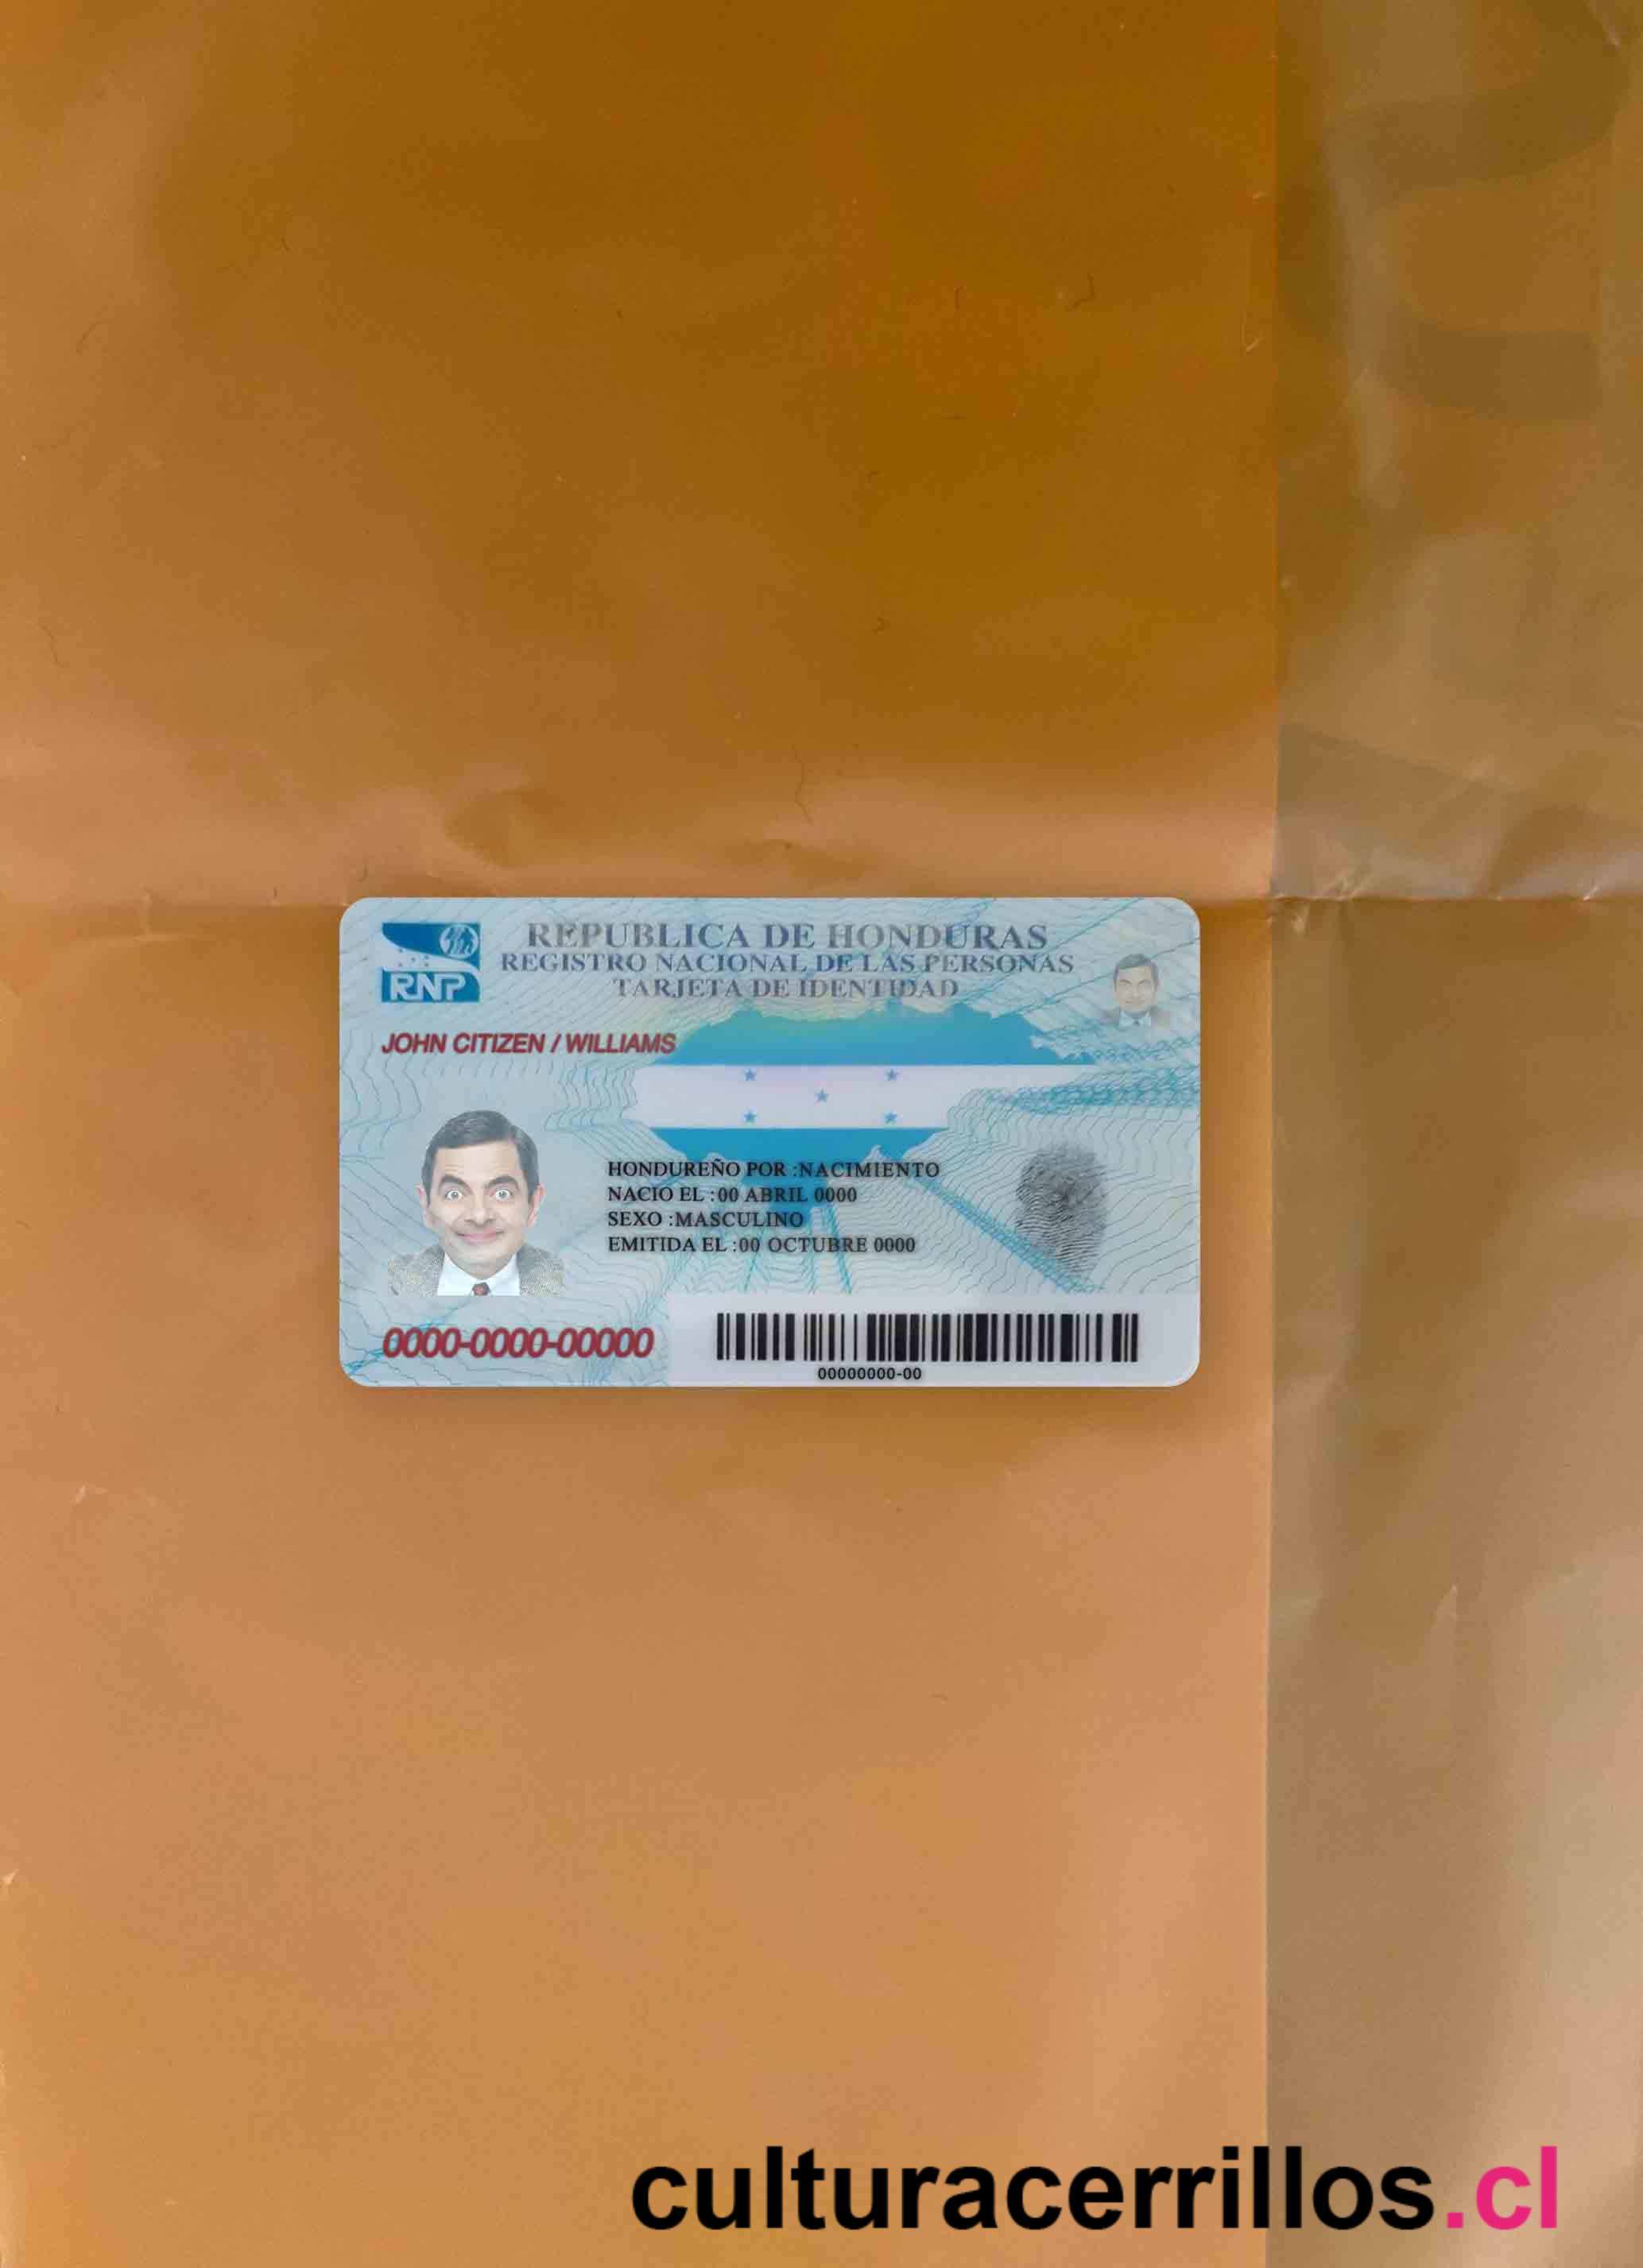 RNP
REPUBLICA DE HONDURAS
REGISTRO NACIONAL DE LAS PERSONAS
TARJETA DE IDENTIDAD
JOHN CITIZEN / WILLIAMS
HONDUREÑO POR :NACIMIENTO
NACIO EL :00 ABRIL 0000
SEXO :MASCULINO
EMITIDA EL :00 OCTUBRE 0000
0000-0000-00000
00000000-00
culturacerrillos.cl